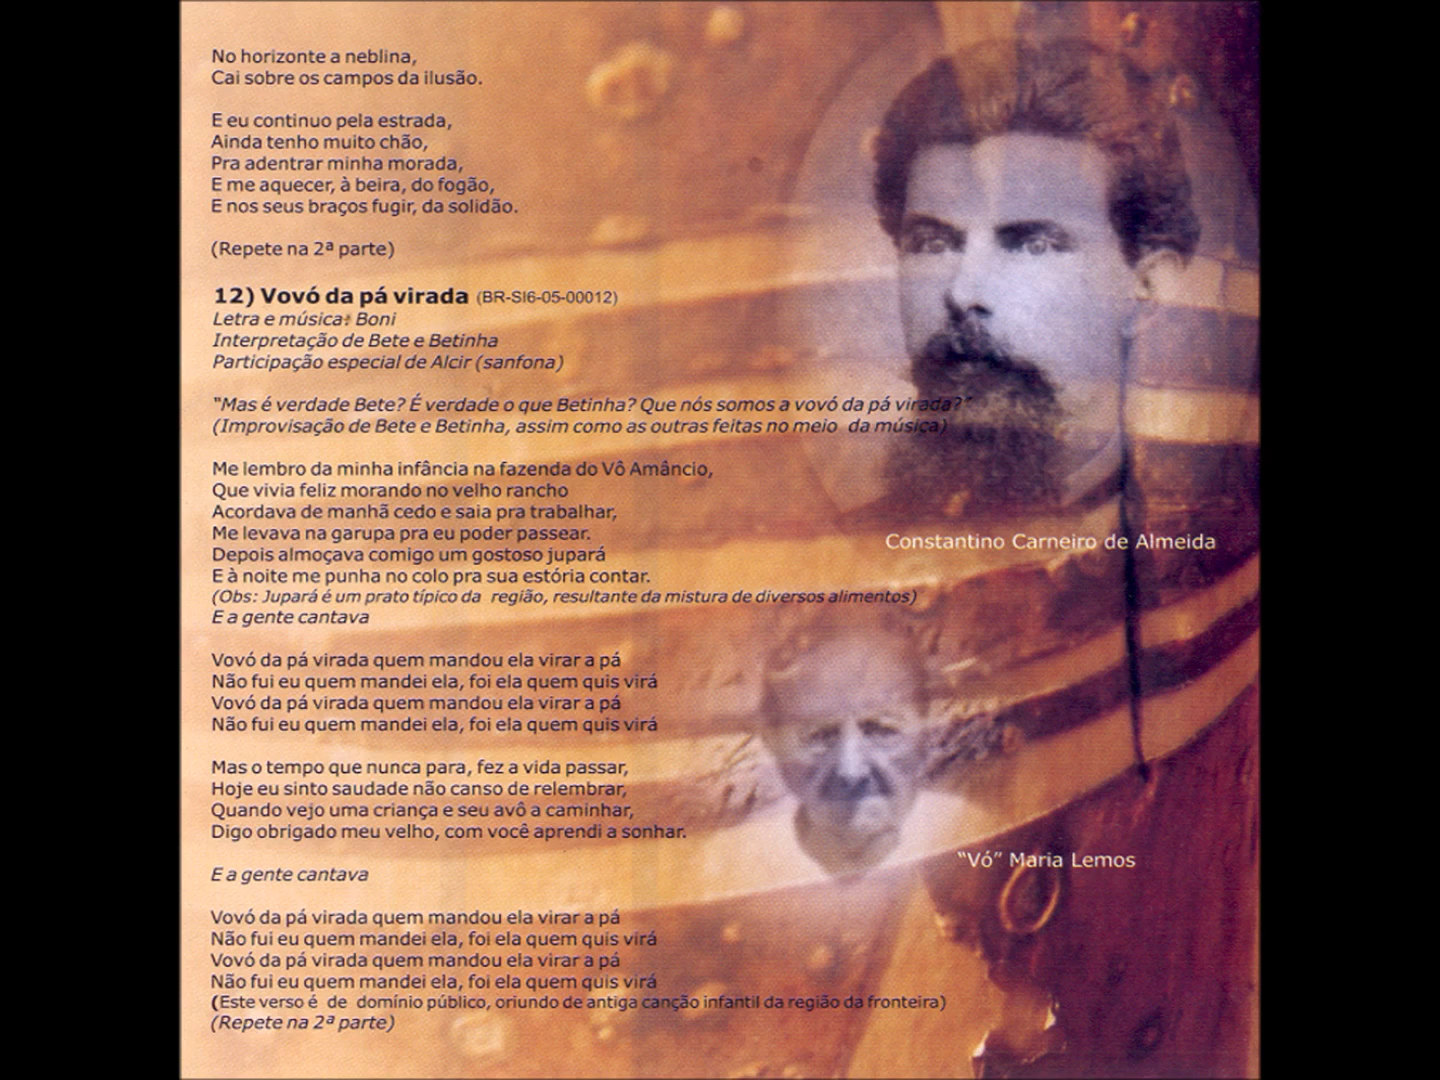 No horizonte a neblina,
Cai sobre os campos da ilusão.
E eu continuo pela estrada,
Ainda tenho muito chão,
Pra adentrar minha morada,
E me aquecer, à beira, do fogão,
E nos seus braços fugir, da solidão.
(Repete na 2ª parte)
12) Vovó da pá virada (BR-SI6-05-00012)
Letra e música: Boni
Interpretação de Bete e Betinha
Participação especial de Alcir (sanfona)
“Mas é verdade Bete? É verdade o que Betinha? Que nós somos a vovó da pá virada?”
(Improvisação de Bete e Betinha, assim como as outras feitas no meio da música)
Me lembro da minha infância na fazenda do Vô Amâncio,
Que vivia feliz morando no velho rancho
Acordava de manhã cedo e saia pra trabalhar,
Me levava na garupa pra eu poder passear.
Depois almoçava comigo um gostoso jupará
E à noite me punha no colo pra sua estória contar.
(Obs: Jupará é um prato típico da região, resultante da mistura de diversos alimentos)
E a gente cantava
Vovó da pá virada quem mandou ela virar a pá
Não fui eu quem mandei ela, foi ela quem quis virá
Vovó da pá virada quem mandou ela virar a pá
Não fui eu quem mandei ela, foi ela quem quis virá
Mas o tempo que nunca para, fez a vida passar,
Hoje eu sinto saudade não canso de relembrar,
Quando vejo uma criança e seu avô a caminhar,
Digo obrigado meu velho, com você aprendi a sonhar.
E a gente cantava
Vovó da pá virada quem mandou ela virar a pá
Não fui eu quem mandei ela, foi ela quem quis virá
Vovó da pá virada quem mandou ela virar a pá
Não fui eu quem mandei ela, foi ela quem quis virá
(Este verso é de domínio público, oriundo de antiga canção infantil da região da fronteira)
(Repete na 2ª parte)
Constantino Carneiro de Almeida
“Vó” Maria Lemos